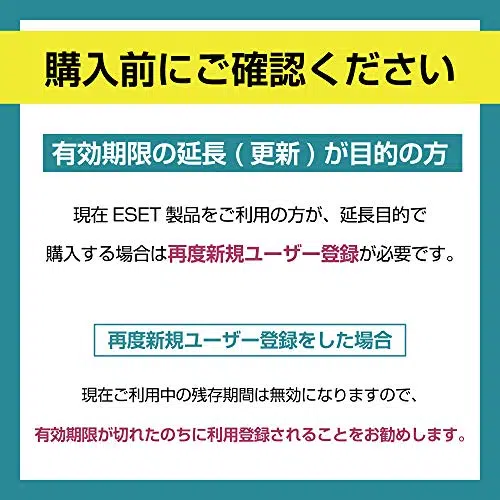 購入前にご確認ください
有効期限の延長(更新)が目的の方
現在 ESET 製品をご利用の方が、延長目的で
購入する場合は再度新規ユーザー登録が必要です。
再度新規ユーザー登録をした場合
現在ご利用中の残存期間は無効になりますので、
有効期限が切れたのちに利用登録されることをお勧めします。